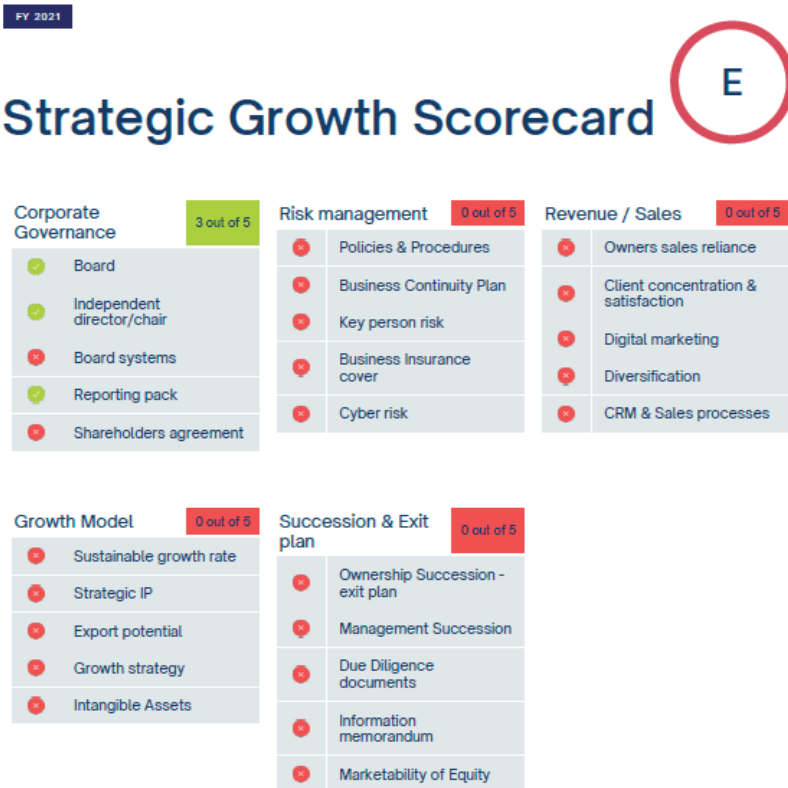 FY 2021
E
Strategic Growth Scorecard
Corporate
Governance
3 out of 5
Board
Independent
director/chair
Board systems
Reporting pack
Shareholders agreement
Risk management
0 out of 5
Policies & Procedures
Business Continuity Plan
Key person risk
Business Insurance
cover
Cyber risk
Revenue / Sales
0 out of 5
Owners sales reliance
Client concentration &
satisfaction
Digital marketing
Diversification
CRM & Sales processes
Growth Model
0 out of 5
Sustainable growth rate
Strategic IP
Export potential
Growth strategy
Intangible Assets
Succession & Exit
plan
0 out of 5
Ownership Succession -
exit plan
Management Succession
Due Diligence
documents
Information
memorandum
Marketability of Equity